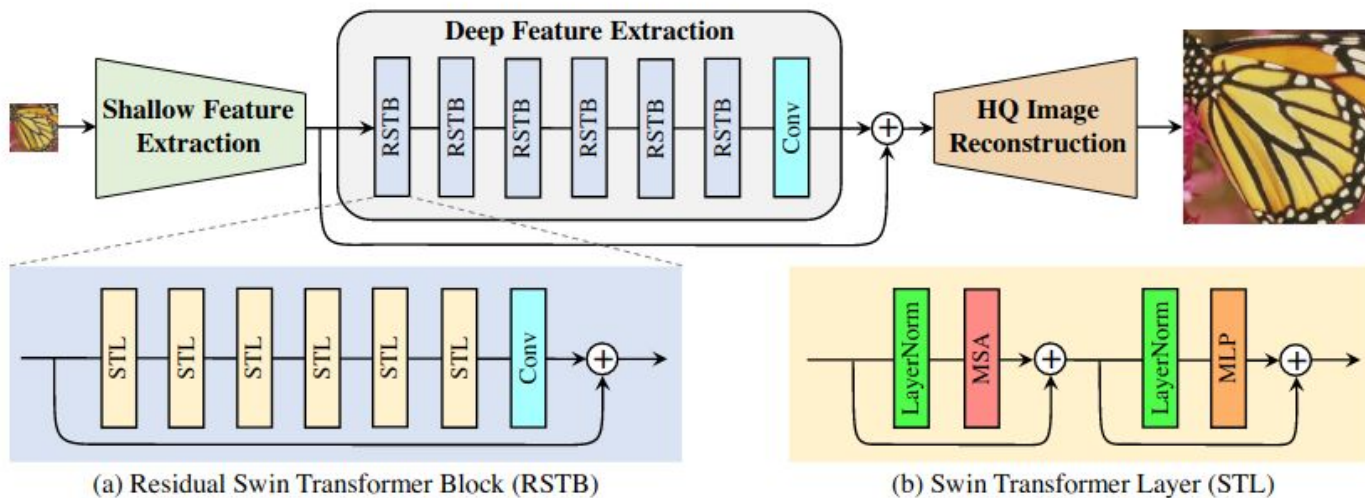 Deep Feature Extraction
Shallow Feature
Extraction
RSTB
RSTB
RSTB
RSTB
RSTB
RSTB
Conv
+
HQ Image
Reconstruction
STL
STL
STL
STL
STL
STL
Conv
+
LayerNorm
MSA
+
LayerNorm
MLP
+
(a) Residual Swin Transformer Block (RSTB)
(b) Swin Transformer Layer (STL)